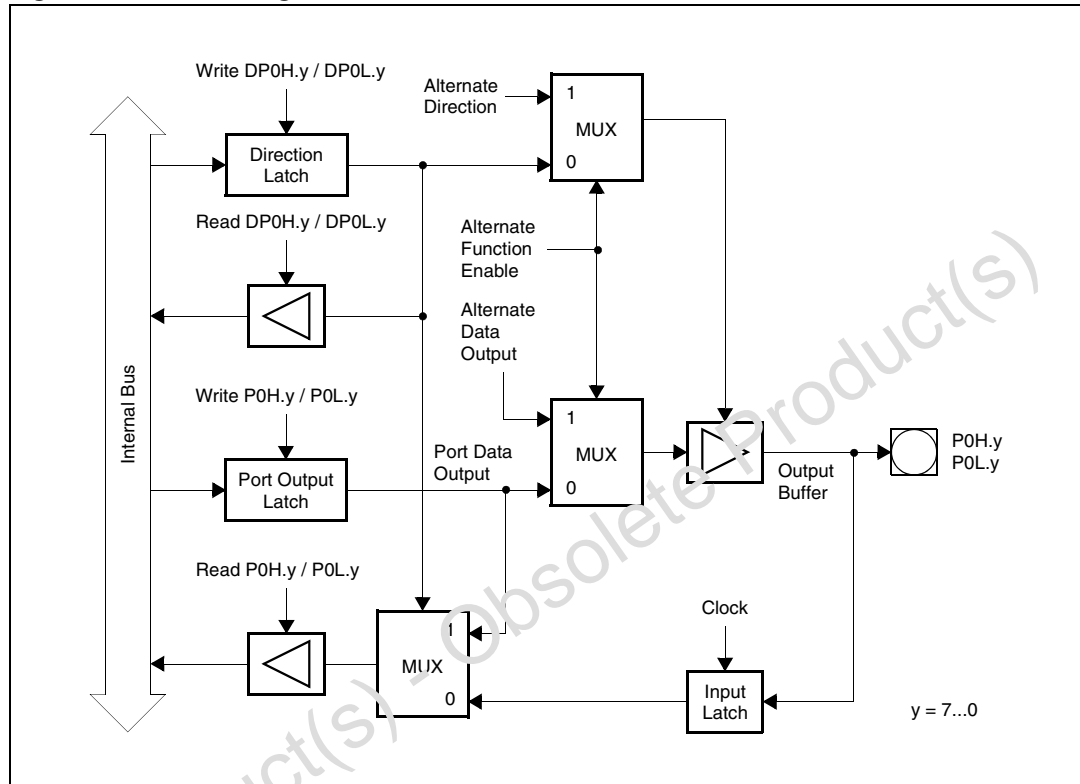 Write DP0H.y / DP0L.y
Alternate
Direction
1
MUX
0
Direction
Latch
Read DP0H.y / DP0L.y
Alternate
Function
Enable
Alternate
Data
Output
Internal Bus
Write P0H.y / P0L.y
1
MUX
0
Port Data
Output
Port Output
Latch
Output
Buffer
P0H.y
P0L.y
Read P0H.y / P0L.y
1
MUX
0
Clock
Input
Latch
y = 7...0
uct(s) - Obsolete Product(s)